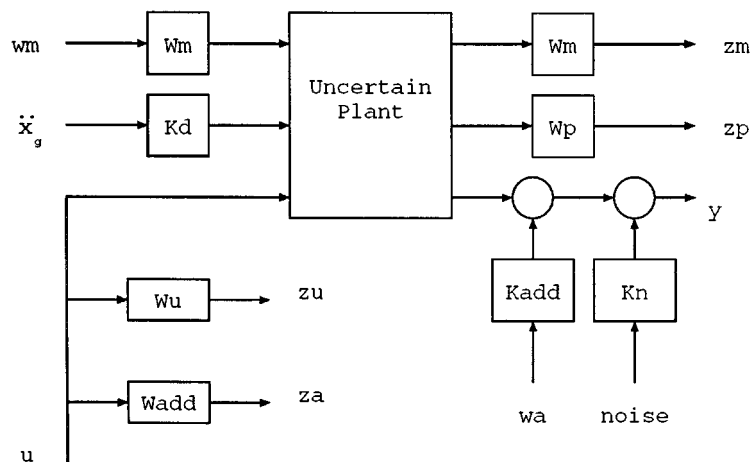 wm Wm Wm zm
Uncertain
Plant
ẍg Kd Wp zp
y
Wu zu Kadd Kn
Wadd za wa noise
u